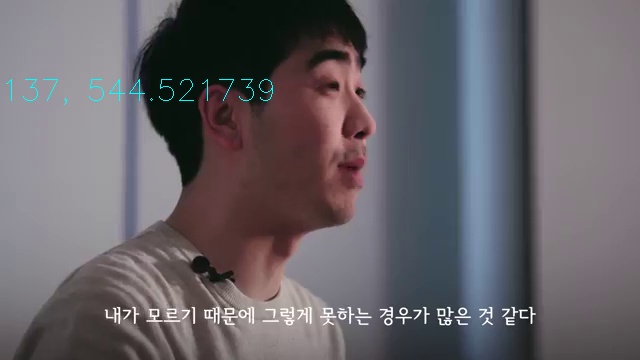 137, 544.521739
내가 모르기 때문에 그렇게 못하는 경우가 많은 것 같다